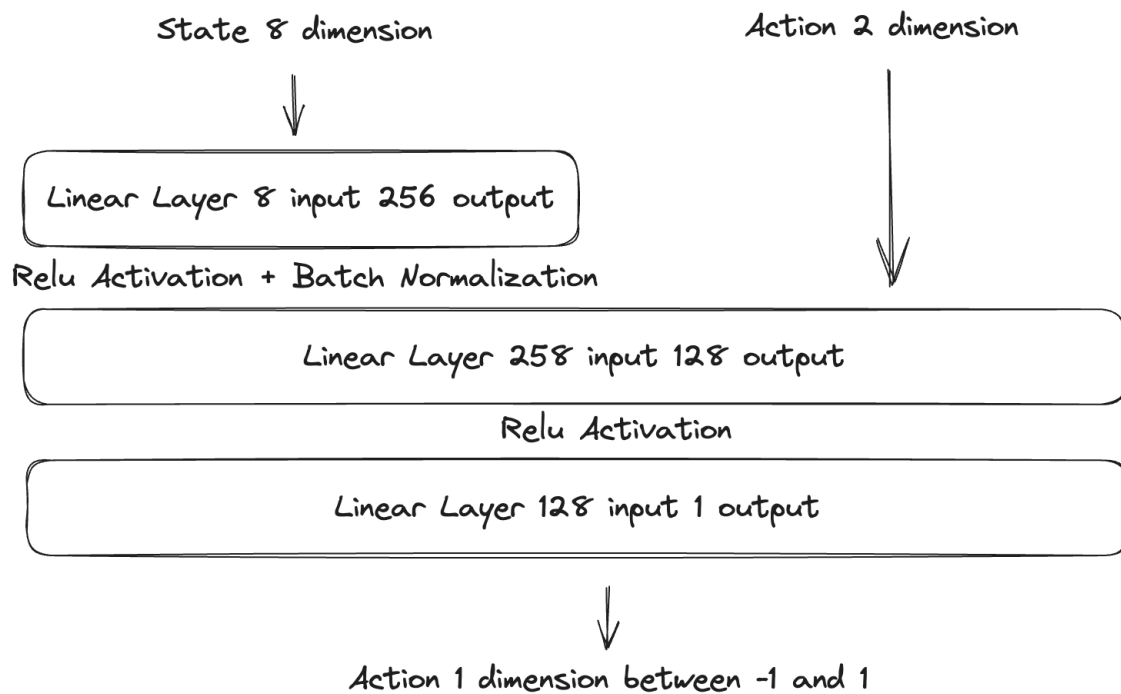 State 8 dimension
Action 2 dimension
Linear Layer 8 input 256 output
Relu Activation + Batch Normalization
Linear Layer 258 input 128 output
Relu Activation
Linear Layer 128 input 1 output
Action 1 dimension between -1 and 1